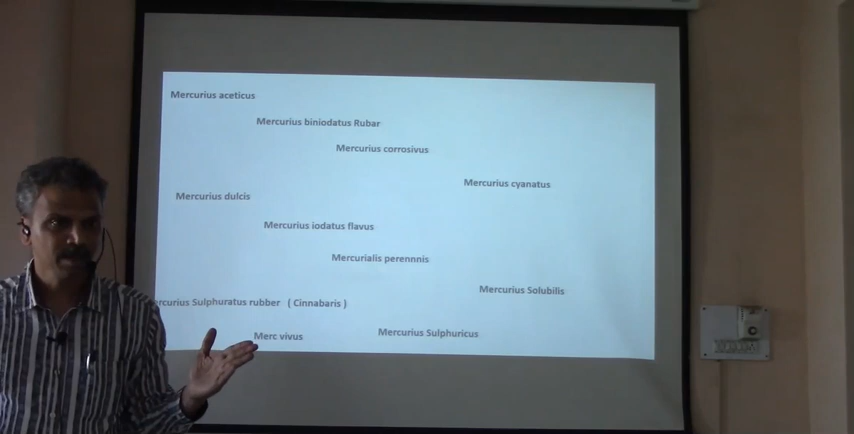 Mercurius aceticus
Mercurius biniodatus Rubar
Mercurius corrosivus
Mercurius cyanatus
Mercurius dulcis
Mercurius iodatus flavus
Mercurialis perennnis
Mercurius Solubilis
rcurius Sulphuratus rubber ( Cinnabaris )
Merc vivus
Mercurius Sulphuricus